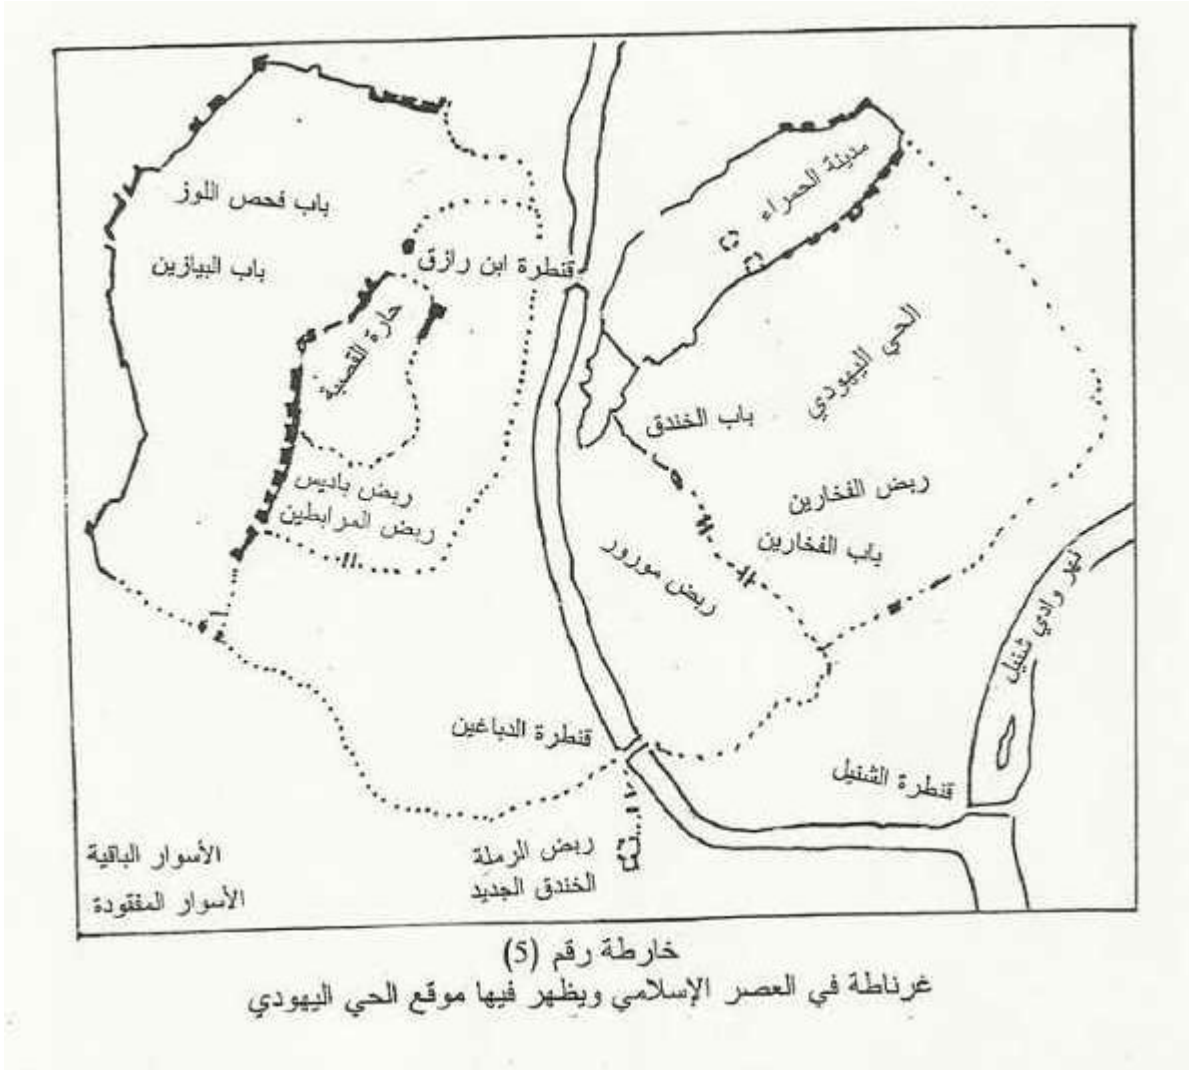 مدينة الحمراء
باب فحص اللوز
باب البيازين
قنطرة ابن رازق
حارة القصبة
الحي اليهودي
باب الخندق
ربض باديس
ربض المرابطين
ربض الفخارين
باب الفخارين
ربض مورور
نهر وادي شنيل
قنطرة الدباغين
قنطرة الشنيل
ربض الرملة
الخندق الجديد
الأسوار الباقية
الأسوار المفقودة
خارطة رقم (5)
غرناطة في العصر الإسلامي ويظهر فيها موقع الحي اليهودي